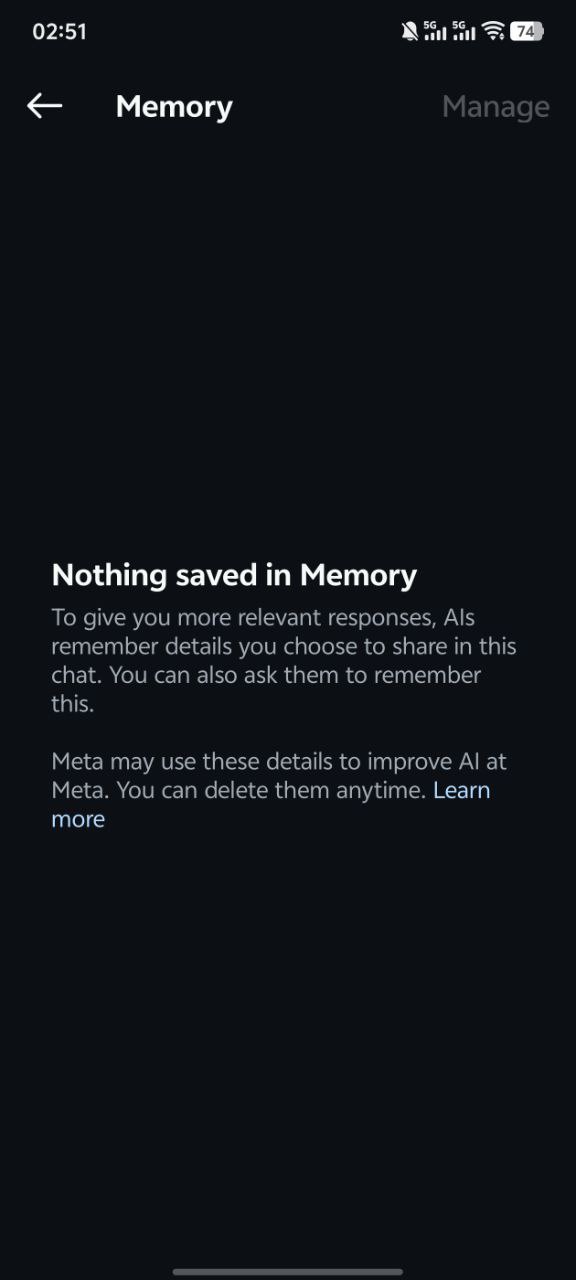 02:51
5G 5G 74
Memory
Manage
Nothing saved in Memory
To give you more relevant responses, AIs
remember details you choose to share in this
chat. You can also ask them to remember
this.
Meta may use these details to improve AI at
Meta. You can delete them anytime. Learn
more